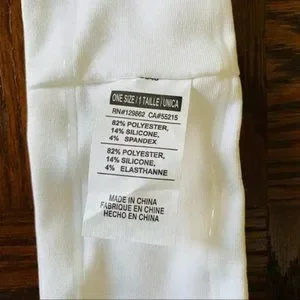 ONE SIZE / 1 TAILLE / UNICA
RN#129862 CA#55215
82% POLYESTER,
14% SILICONE,
4% SPANDEX
82% POLYESTER,
14% SILICONE,
4% ELASTHANNE
MADE IN CHINA
FABRIQUE EN CHINE
HECHO EN CHINA